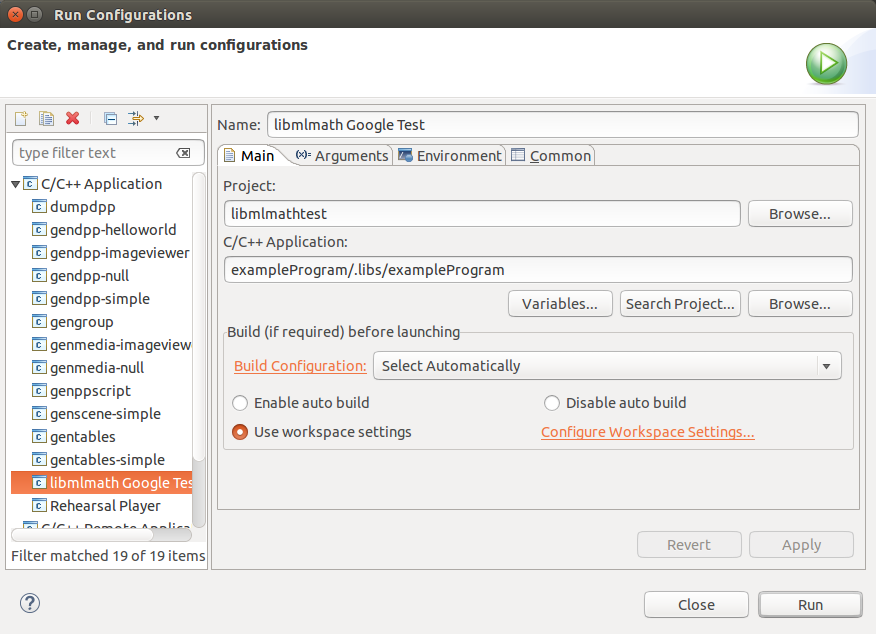 Run Configurations
Create, manage, and run configurations
type filter text
C/C++ Application
dumpdpp
gendpp-helloworld
gendpp-imageviewer
gendpp-null
gendpp-simple
gengroup
genmedia-imageview
genmedia-null
genppscript
genscene-simple
gentables
gentables-simple
libmlmath Google Tes
Rehearsal Player
C/C++ Remote Applica
Filter matched 19 of 19 items
Name: libmlmath Google Test
Main (x)= Arguments Environment Common
Project:
libmlmathtest Browse...
C/C++ Application:
exampleProgram/.libs/exampleProgram
Variables... Search Project... Browse...
Build (if required) before launching
Build Configuration: Select Automatically
Enable auto build Disable auto build
Use workspace settings Configure Workspace Settings...
Revert Apply
? Close Run